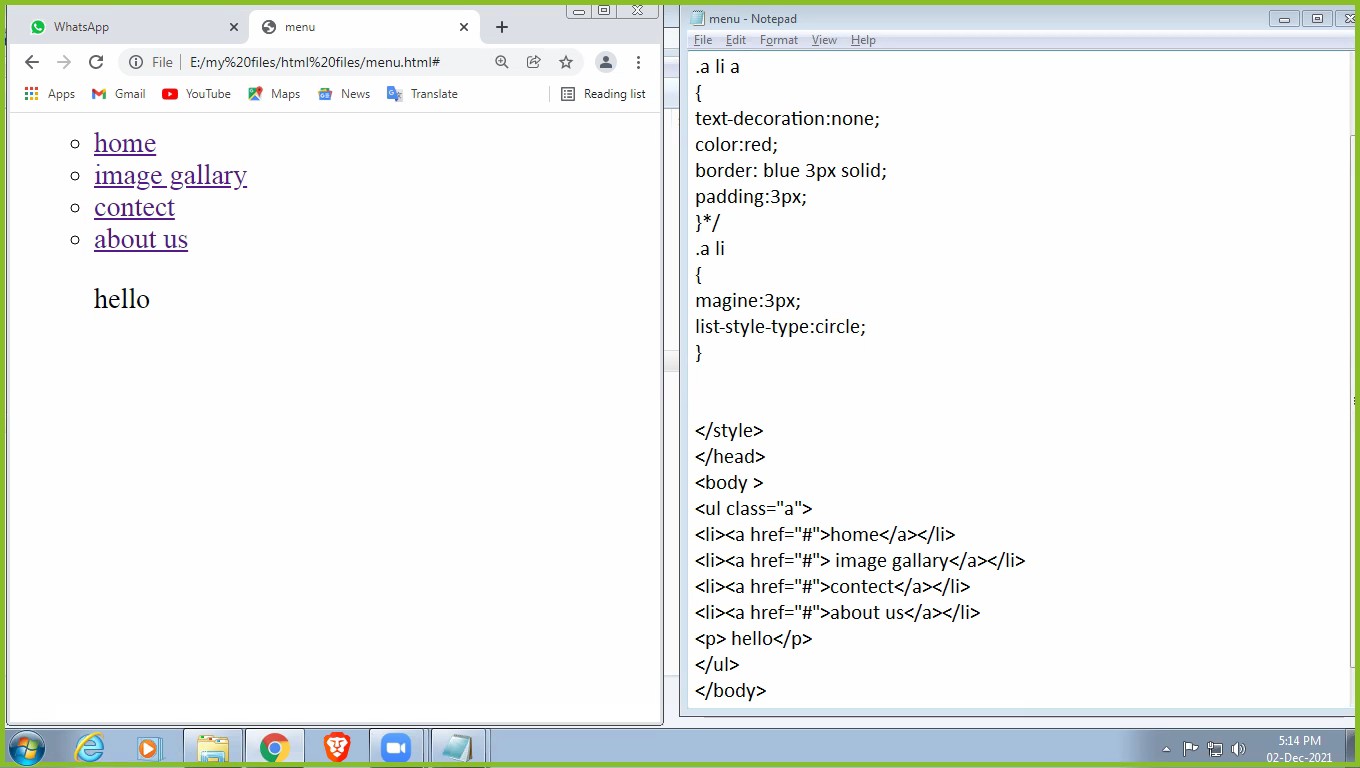 WhatsApp
menu
File
E:/my%20files/html%20files/menu.html#
Apps
Gmail
YouTube
Maps
News
Translate
Reading list
home
image gallary
contect
about us
hello
menu - Notepad
File Edit Format View Help
.a li a
{
text-decoration:none;
color:red;
border: blue 3px solid;
padding:3px;
}*/
.a li
{
magine:3px;
list-style-type:circle;
}
</style>
</head>
<body >
<ul class="a">
<li><a href="#">home</a></li>
<li><a href="#"> image gallary</a></li>
<li><a href="#">contect</a></li>
<li><a href="#">about us</a></li>
<p> hello</p>
</ul>
</body>
5:14 PM
02-Dec-2021